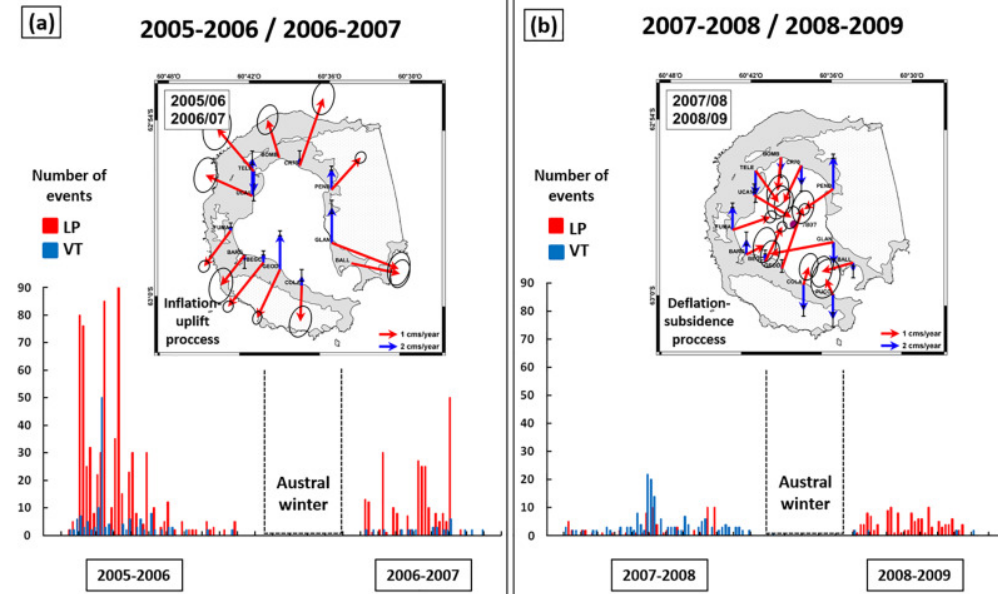 (a)
2005-2006 / 2006-2007
60°48'O 60°42'O 60°36'O 60°30'O
2005/06
2006/07
62°54'S
63°0'S
BOMB
TELE
UCA
PEND
FUMA
GLAN
BALL
BARG
COLA
Inflation-
uplift
proccess
1 cms/year
2 cms/year
Number of
events
LP
VT
90
80
70
60
50
40
30
20
10
0
Austral
winter
2005-2006
2006-2007
(b)
2007-2008 / 2008-2009
60°48'O 60°42'O 60°36'O 60°30'O
2007/08
2008/09
62°54'S
63°0'S
BOMB
TELE
UCA
PEND
FUMA
GLAN
BALL
COLA
Deflation-
subsidence
proccess
1 cms/year
2 cms/year
Number of
events
LP
VT
90
80
70
60
50
40
30
20
10
0
Austral
winter
2007-2008
2008-2009